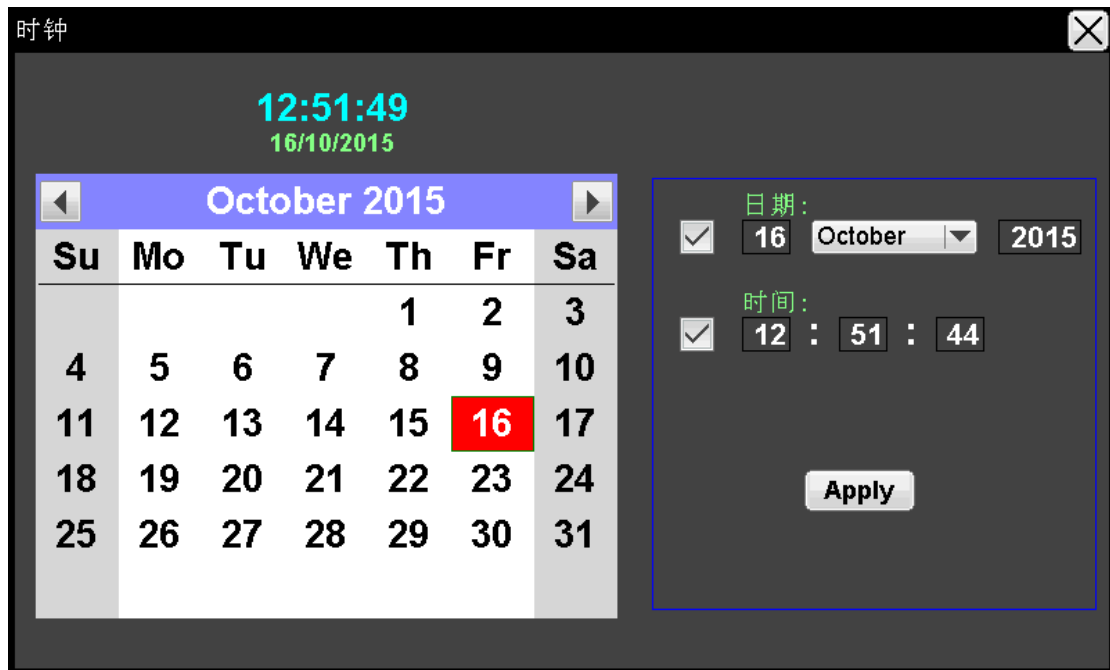 时钟
12:51:49
16/10/2015
October 2015
Su Mo Tu We Th Fr Sa
1 2 3
4 5 6 7 8 9 10
11 12 13 14 15 16 17
18 19 20 21 22 23 24
25 26 27 28 29 30 31
日期:
16 October 2015
时间:
12 : 51 : 44
Apply